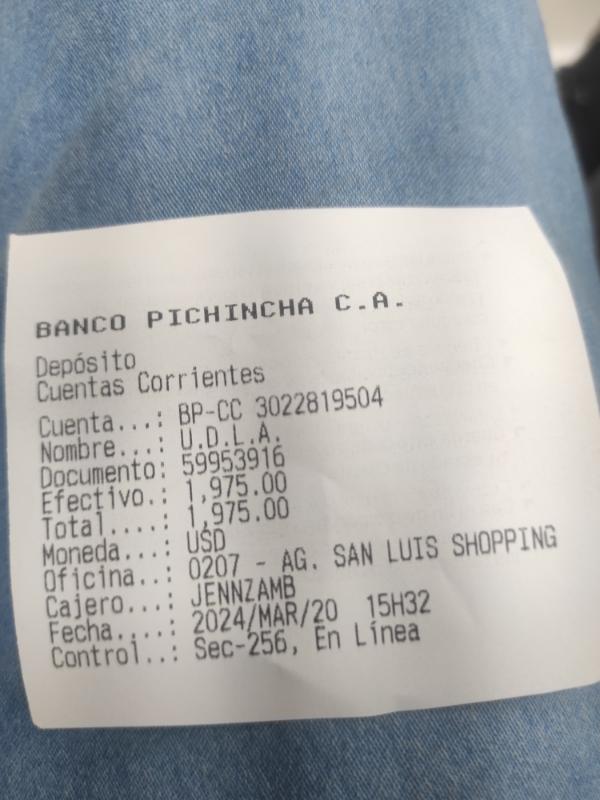 BANCO PICHINCHA C.A.
Depósito
Cuentas Corrientes
Cuenta...: BP-CC 3022819504
Nombre...: U.D.L.A.
Documento: 59953916
Efectivo.: 1,975.00
Total....: 1,975.00
Moneda...: USD
Oficina..: 0207 - AG. SAN LUIS SHOPPING
Cajero...: JENNZAMB
Fecha....: 2024/MAR/20 15H32
Control..: Sec-256, En Línea